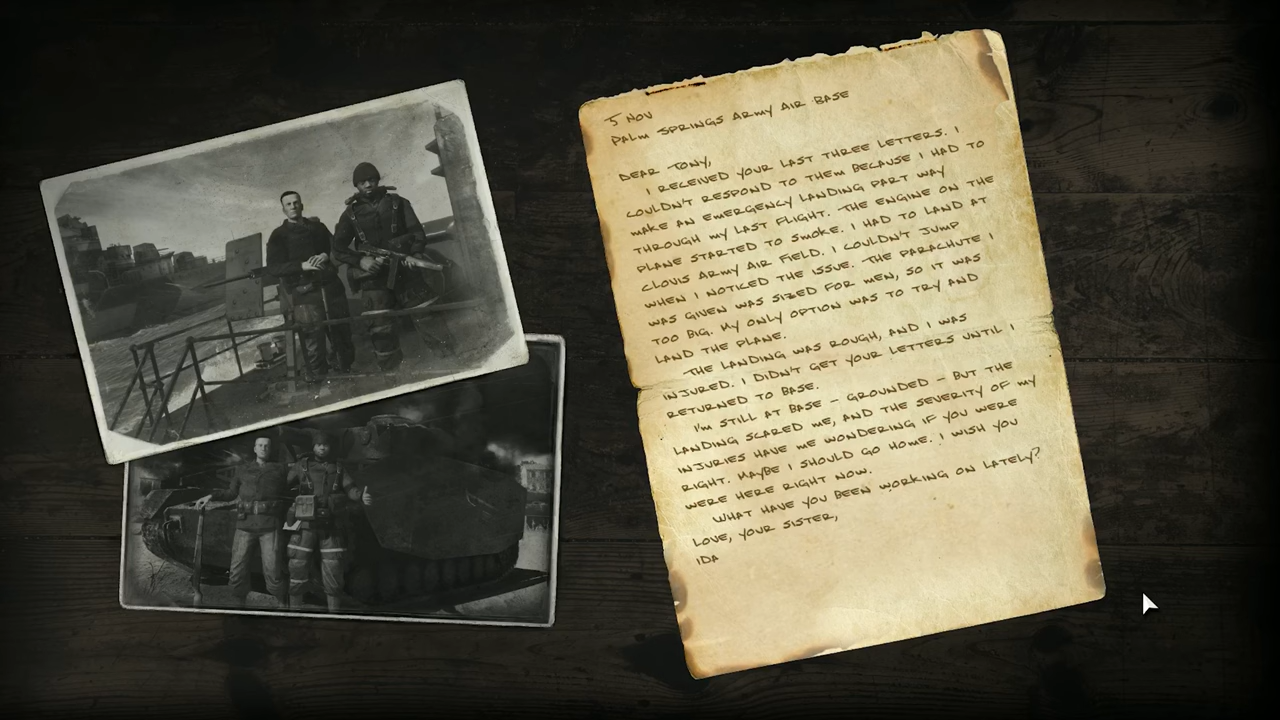 5 NOV
PALM SPRINGS ARMY AIR BASE
DEAR TONY,
I RECEIVED YOUR LAST THREE LETTERS. I
COULDN'T RESPOND TO THEM BECAUSE I HAD TO
MAKE AN EMERGENCY LANDING PART WAY
THROUGH MY LAST FLIGHT. THE ENGINE ON THE
PLANE STARTED TO SMOKE. I HAD TO LAND AT
CLOVIS ARMY AIR FIELD. I COULDN'T JUMP
WHEN I NOTICED THE ISSUE. THE PARACHUTE I
WAS GIVEN WAS SIZED FOR MEN, SO IT WAS
TOO BIG. MY ONLY OPTION WAS TO TRY AND
LAND THE PLANE.
THE LANDING WAS ROUGH, AND I WAS
INJURED. I DIDN'T GET YOUR LETTERS UNTIL I
RETURNED TO BASE.
I'M STILL AT BASE – GROUNDED – BUT THE
LANDING SCARED ME, AND THE SEVERITY OF MY
INJURIES HAVE ME WONDERING IF YOU WERE
RIGHT. MAYBE I SHOULD GO HOME. I WISH YOU
WERE HERE RIGHT NOW.
WHAT HAVE YOU BEEN WORKING ON LATELY?
LOVE, YOUR SISTER,
IDA